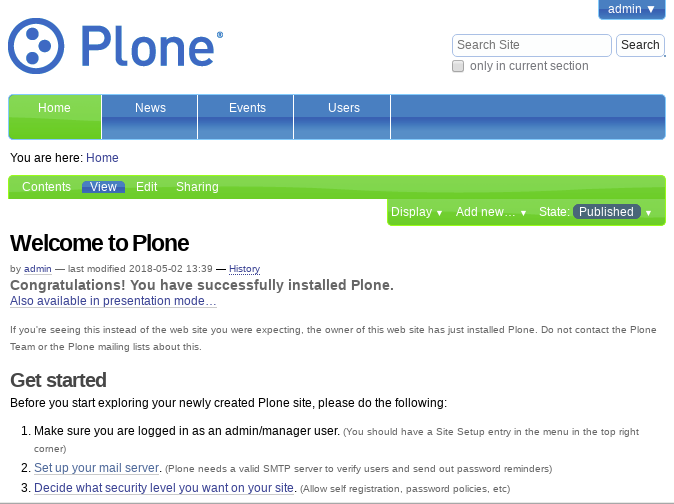 admin ▼
Plone®
Search Site Search
only in current section
Home News Events Users
You are here: Home
Contents View Edit Sharing
Display ▼ Add new… ▼ State: Published ▼
Welcome to Plone
by admin — last modified 2018-05-02 13:39 — History
Congratulations! You have successfully installed Plone.
Also available in presentation mode…
If you're seeing this instead of the web site you were expecting, the owner of this web site has just installed Plone. Do not contact the Plone
Team or the Plone mailing lists about this.
Get started
Before you start exploring your newly created Plone site, please do the following:
1. Make sure you are logged in as an admin/manager user. (You should have a Site Setup entry in the menu in the top right
corner)
2. Set up your mail server. (Plone needs a valid SMTP server to verify users and send out password reminders)
3. Decide what security level you want on your site. (Allow self registration, password policies, etc)